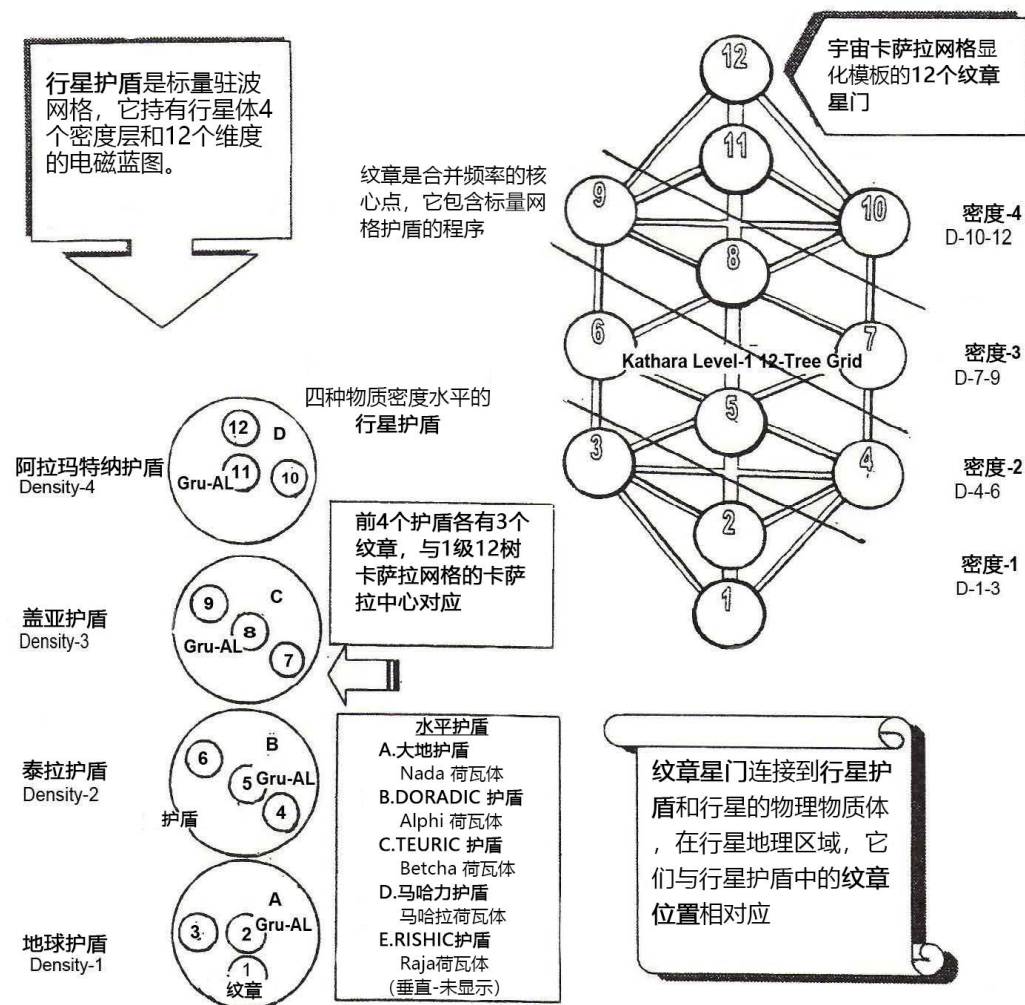 行星护盾是标量驻波
网格，它持有行星体4
个密度层和12个维度
的电磁蓝图。
宇宙卡萨拉网格显
化模板的12个纹章
星门
纹章是合并频率的核
心点，它包含标量网
格护盾的程序
12
11
9
10
8
6
7
Kathara Level-1 12-Tree Grid
5
3
4
2
1
密度-4
D-10-12
密度-3
D-7-9
密度-2
D-4-6
密度-1
D-1-3
四种物质密度水平的
行星护盾
阿拉玛特纳护盾
Density-4
12
D
Gru-AL
11
10
盖亚护盾
Density-3
9
C
8
Gru-AL
7
泰拉护盾
Density-2
护盾
6
B
5
Gru-AL
4
地球护盾
Density-1
A
3
2
Gru-AL
1
纹章
前4个护盾各有3个
纹章，与1级12树
卡萨拉网格的卡萨
拉中心对应
水平护盾
A.大地护盾
Nada 荷瓦体
B.DORADIC 护盾
Alphi 荷瓦体
C.TEURIC 护盾
Betcha 荷瓦体
D.马哈力护盾
马哈拉荷瓦体
E.RISHIC护盾
Raja荷瓦体
(垂直-未显示)
纹章星门连接到行星护
盾和行星的物理物质体
，在行星地理区域，它
们与行星护盾中的纹章
位置相对应